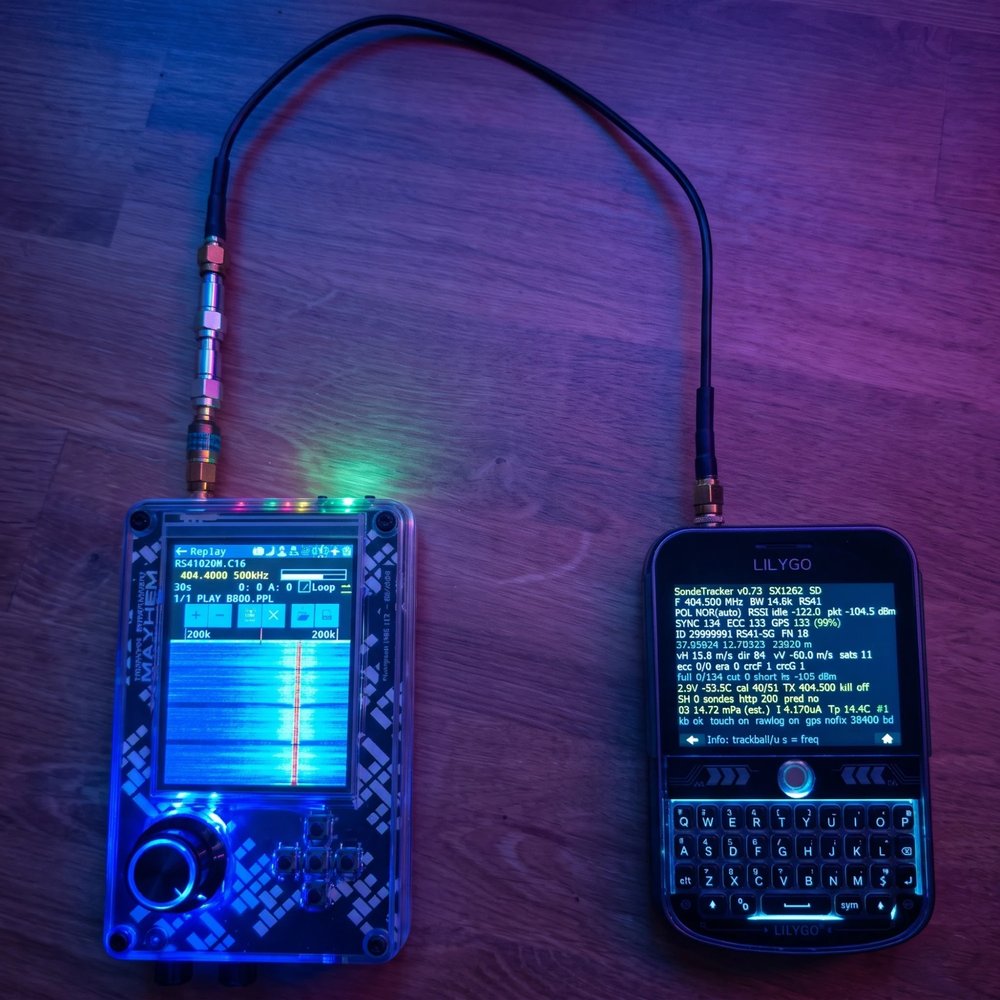 ← Replay
RS41020M.C16
404.4000 500kHz
30s 0: 0 A: 0 Loop
1/1 PLAY B800.PPL
200k 200k
MAYHEM
LILYGO
SondeTracker v0.73 SX1262 SD
F 404.500 MHz BW 14.6k RS41
POL NOR(auto) RSSI idle -122.0 pkt -104.5 dBm
SYNC 134 ECC 133 GPS 133 (99%)
ID 29999991 RS41-SG FN 18
37.95924 12.70323 23920 m
vH 15.8 m/s dir 84 vV -60.0 m/s sats 11
ecc 0/0 era 0 crcF 1 crcG 1
full 0/134 cut 0 short hs -105 dBm
2.9V -53.5C cal 40/51 TX 404.500 kill off
SH 0 sondes http 200 pred no
03 14.72 mPa (est.) I 4.170uA Tp 14.4C #1
kb ok touch on rawlog on gps nofix 38400 bd
← Info: trackball/u s = freq
Q W E R T Y U I O P
A S D F G H J K L
alt Z X C V B N M $
sym
LILYGO